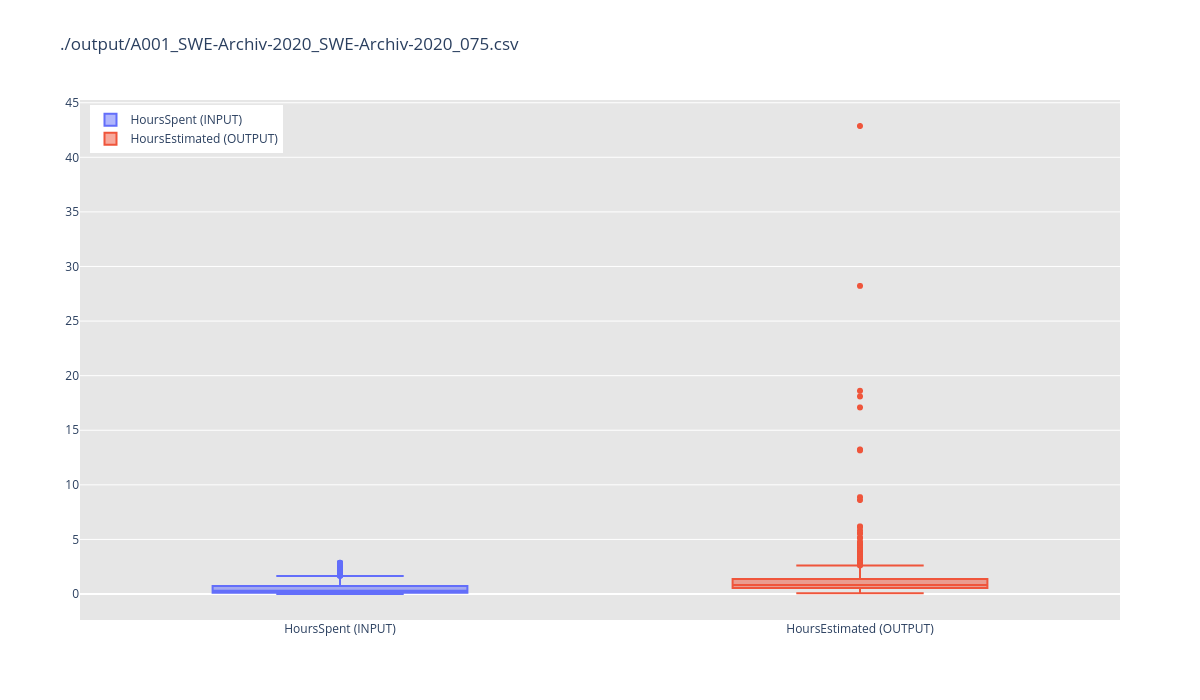 ./output/A001_SWE-Archiv-2020_SWE-Archiv-2020_075.csv
45
40
35
30
25
20
15
10
5
0
HoursSpent (INPUT)
HoursEstimated (OUTPUT)
HoursSpent (INPUT)
HoursEstimated (OUTPUT)